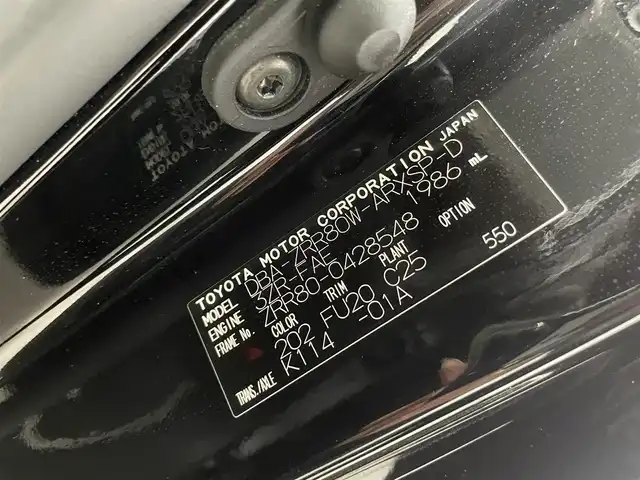 TOYOTA MOTOR CORPORATION JAPAN
MODEL DBA-ZRR80W-ARXSP-D
ENGINE 3ZR-FAE 1986 mL
FRAME No. ZRR80-0428548
COLOR TRIM PLANT OPTION
202 FU20 C25 550
TRANS./AXLE K114 -01A